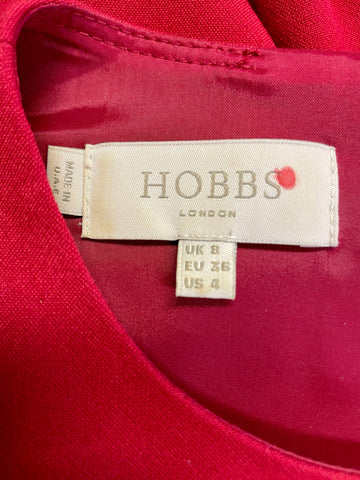 HOBBS
LONDON
UK 8
EU 36
US 4
MADE IN
U.A.E